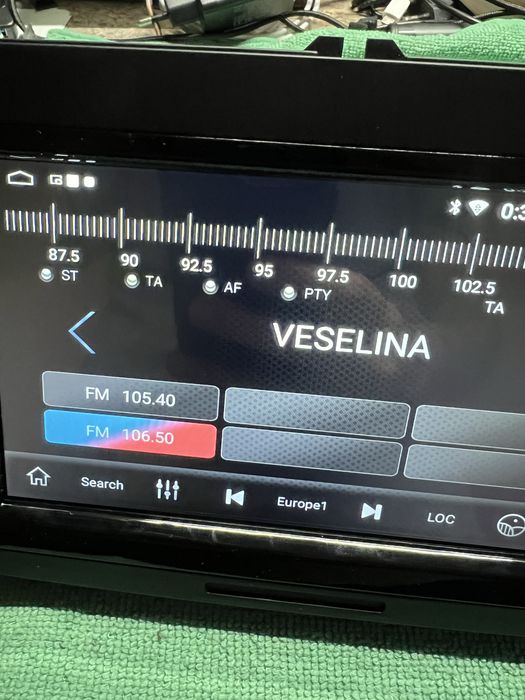 0:3
87.5 90 92.5 95 97.5 100 102.5
ST TA AF PTY TA
VESELINA
FM 105.40
FM 106.50
Search Europe1 LOC